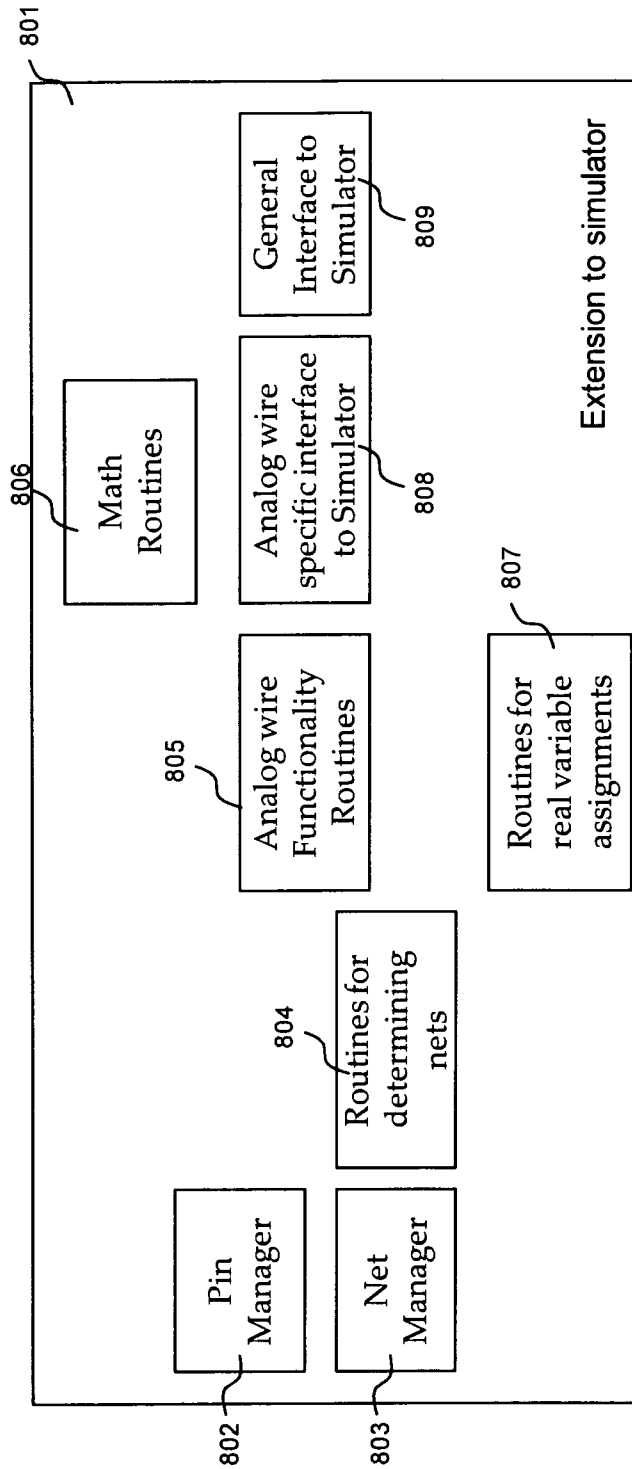 801
806
Math
Routines
General
Interface to
Simulator
809
Analog wire
specific interface
to Simulator
808
805
Analog wire
Functionality
Routines
Pin
Manager
802
804
Routines for
determining
nets
Net
Manager
803
807
Routines for
real variable
assignments
Extension to simulator